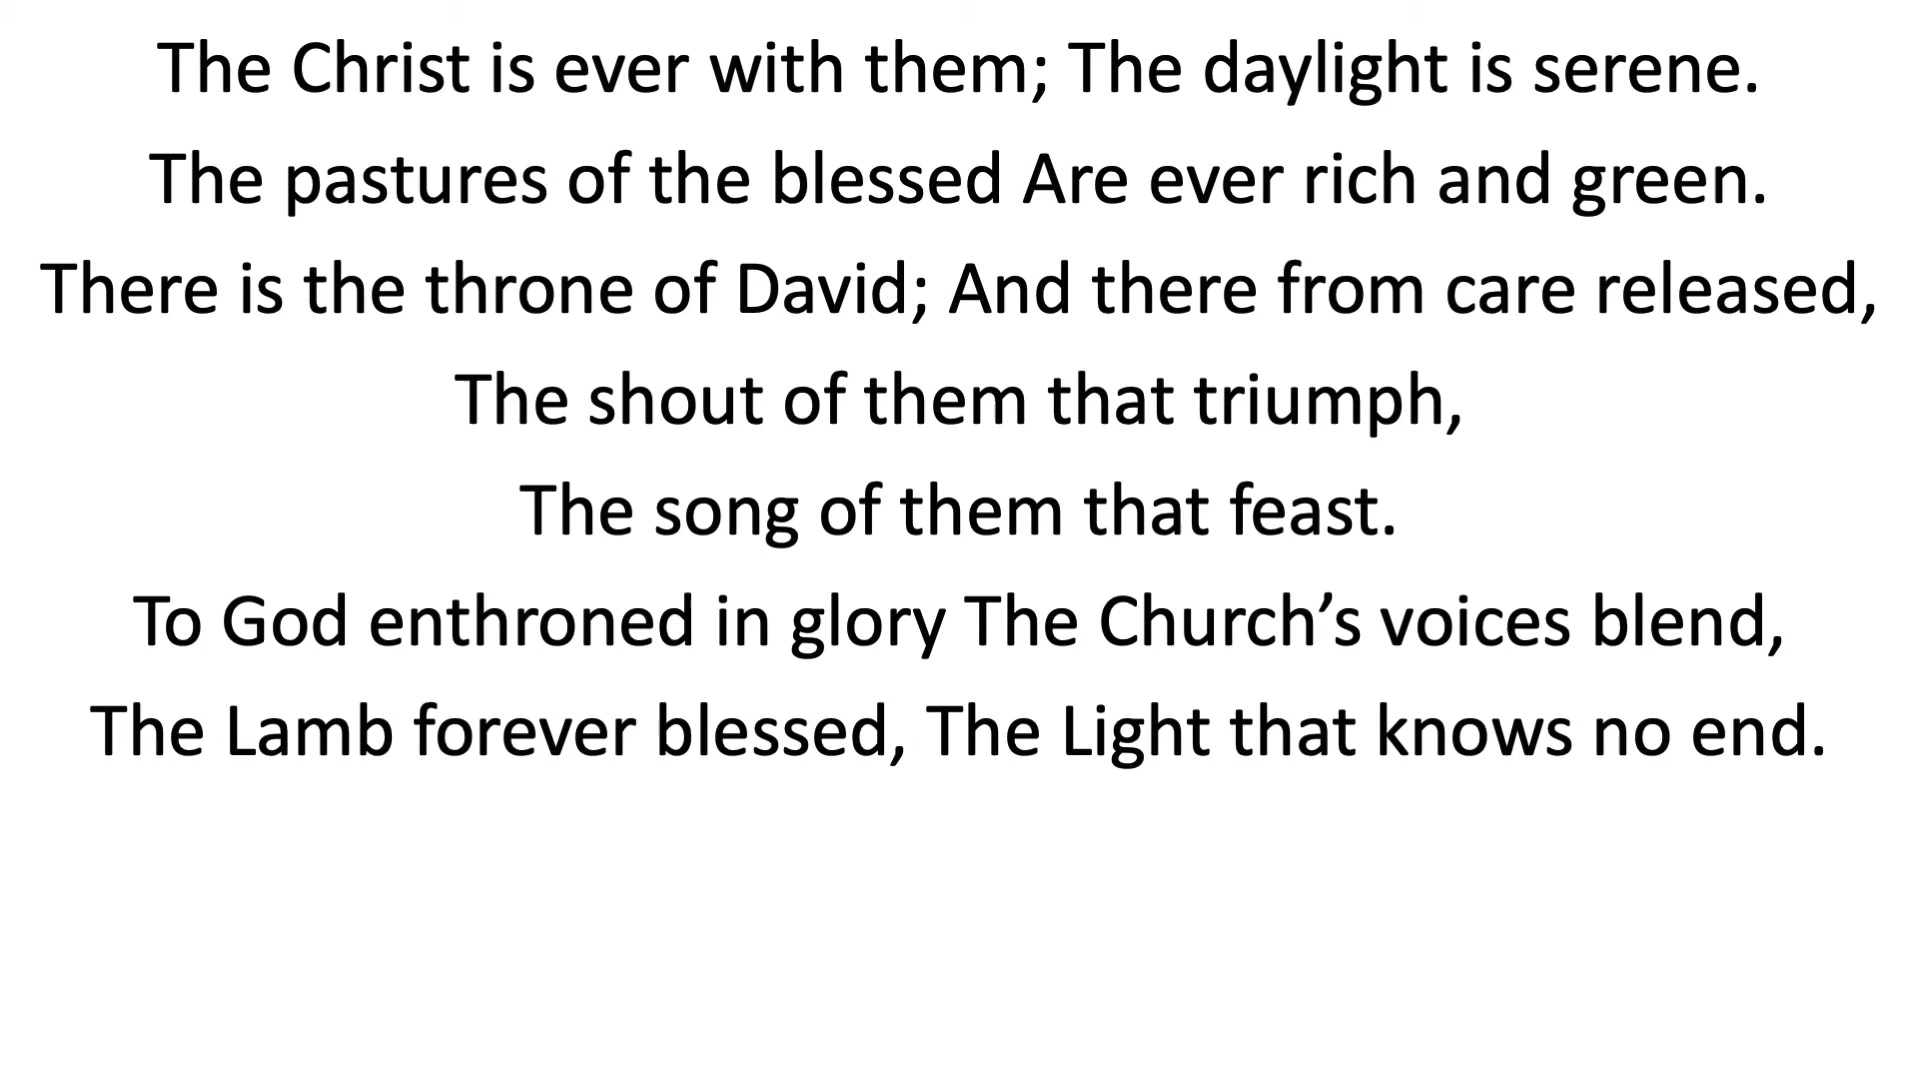 The Christ is ever with them; The daylight is serene.
The pastures of the blessed Are ever rich and green.
There is the throne of David; And there from care released,
The shout of them that triumph,
The song of them that feast.
To God enthroned in glory The Church’s voices blend,
The Lamb forever blessed, The Light that knows no end.